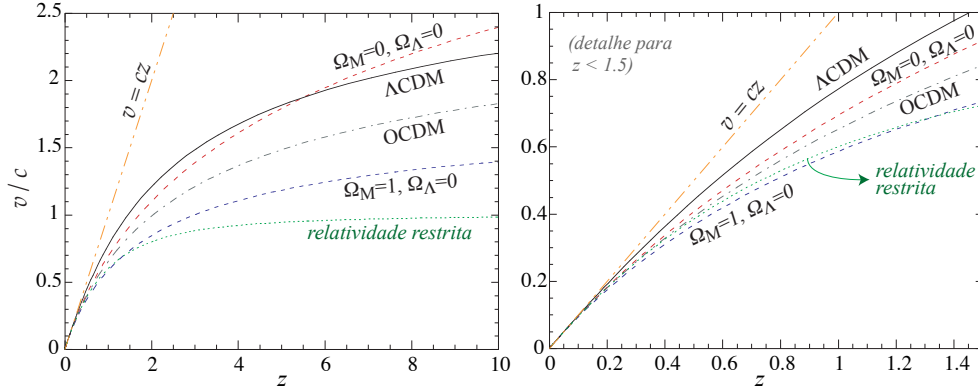 2.5
2
1.5
1
0.5
0
v / c
0
2
4
6
8
10
z
v = cz
Ω_M=0, Ω_Λ=0
ΛCDM
OCDM
Ω_M=1, Ω_Λ=0
relatividade restrita
1
0.8
0.6
0.4
0.2
0
0
0.2
0.4
0.6
0.8
1
1.2
1.4
z
(detalhe para
z < 1.5)
v = cz
ΛCDM
Ω_M=0, Ω_Λ=0
OCDM
relatividade
restrita
Ω_M=1, Ω_Λ=0